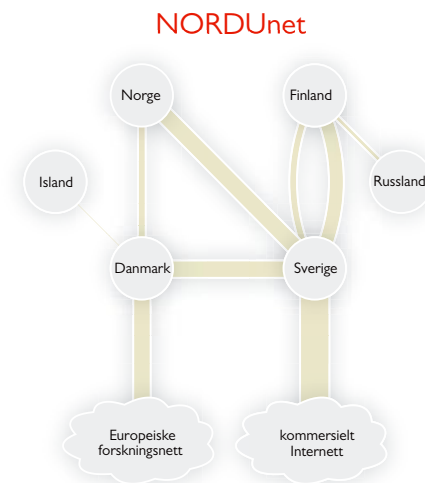 NORDUnet
Norge
Finland
Island
Russland
Danmark
Sverige
Europeiske
forskningsnett
kommersielt
Internett